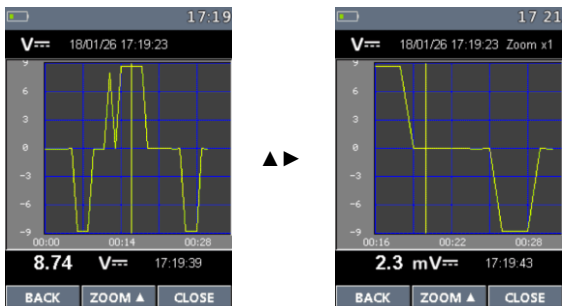 17:19
V 18/01/26 17:19:23
9
6
3
0
-3
-6
-9
00:00 00:14 00:28
8.74 V 17:19:39
BACK ZOOM ▲ CLOSE
▲►
17 21
V 18/01/26 17:19:23 Zoom x1
9
6
3
0
-3
-6
-9
00:16 00:22 00:28
2.3 mV 17:19:43
BACK ZOOM ▲ CLOSE